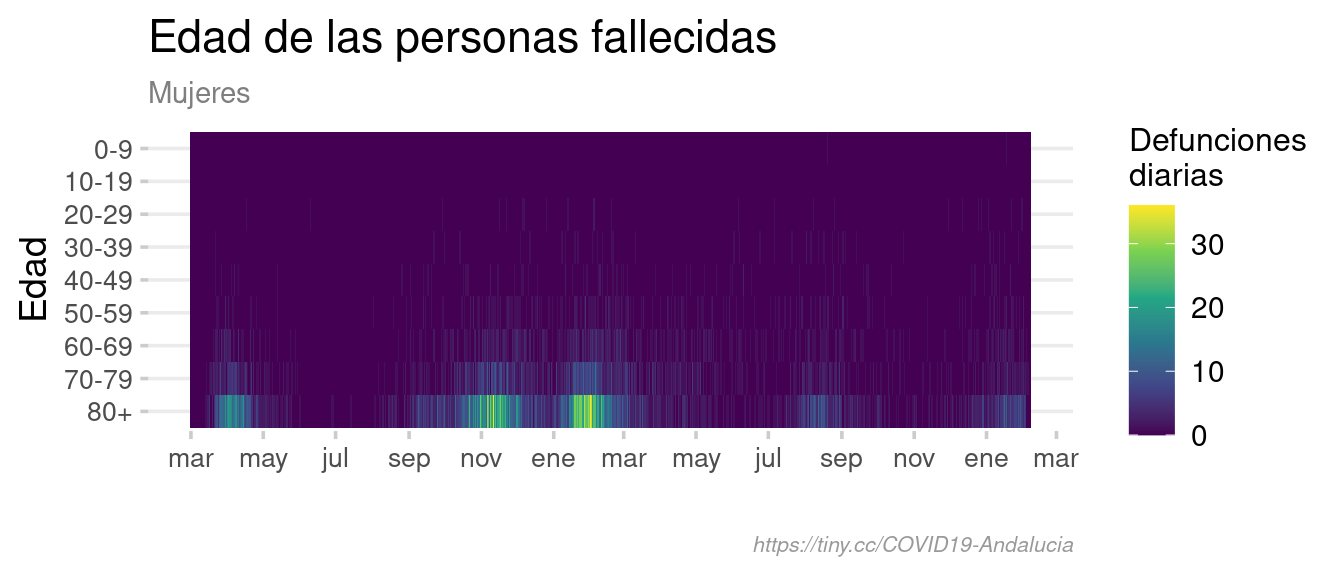 Edad de las personas fallecidas
Mujeres
Defunciones
diarias
Edad
0-9
10-19
20-29
30-39
40-49
50-59
60-69
70-79
80+
30
20
10
0
mar may jul sep nov ene mar may jul sep nov ene mar
https://tiny.cc/COVID19-Andalucia